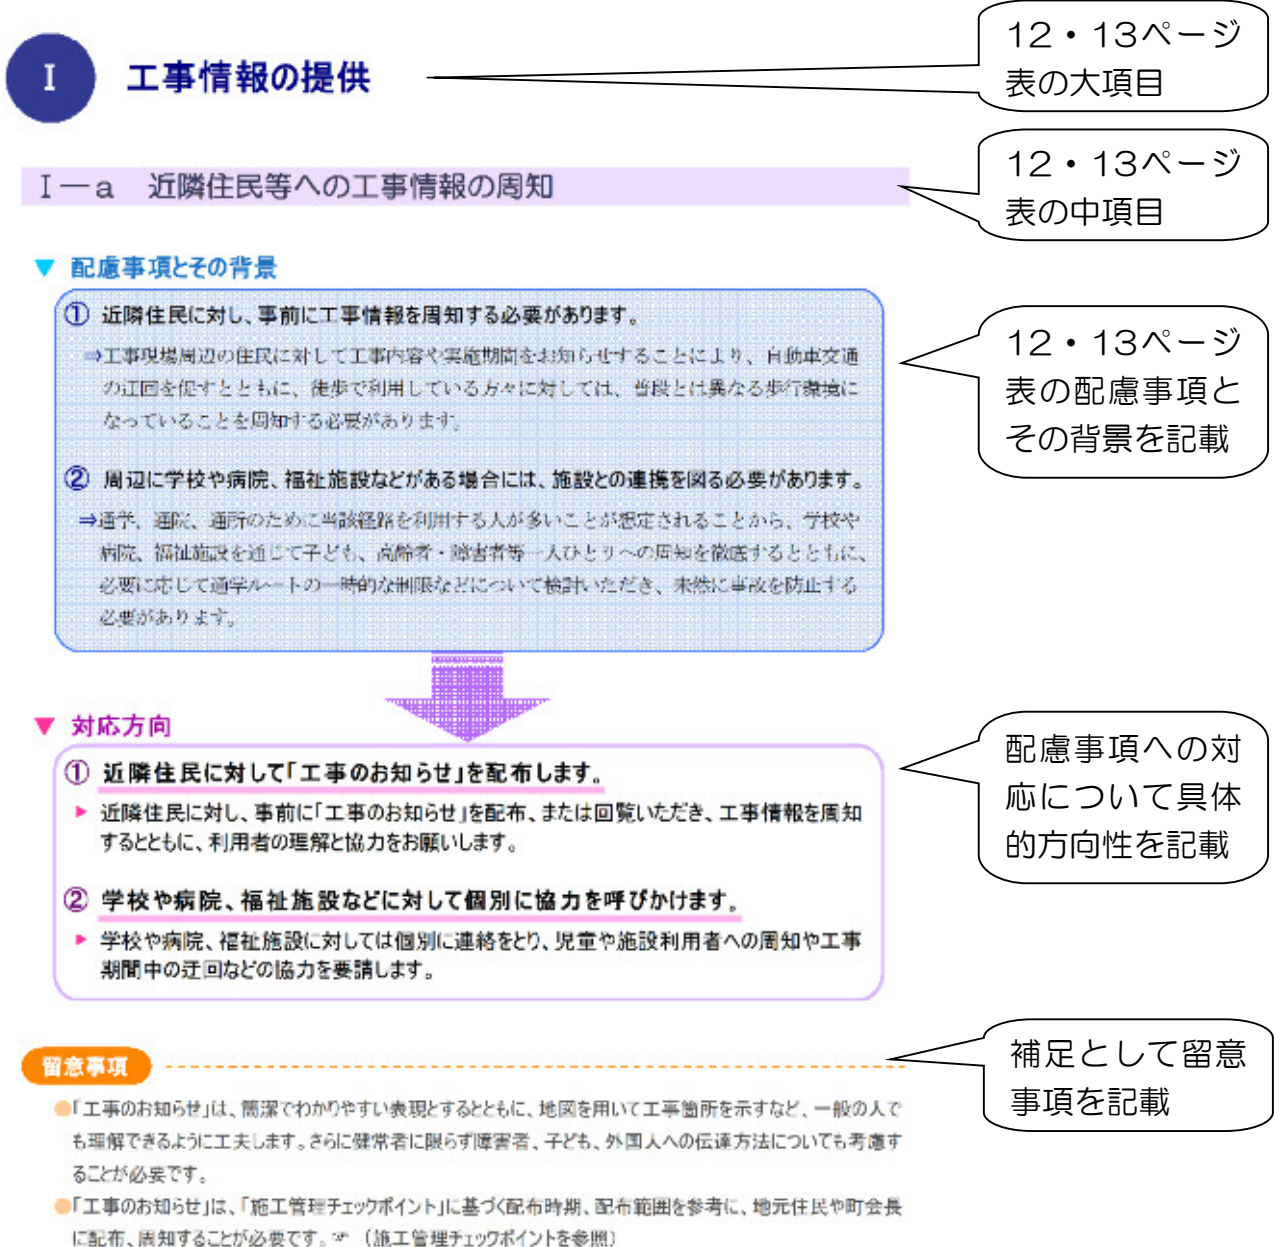 I 工事情報の提供
12・13ページ
表の大項目
I－a 近隣住民等への工事情報の周知
12・13ページ
表の中項目
▼ 配慮事項とその背景
① 近隣住民に対し、事前に工事情報を周知する必要があります。
⇒工事現場周辺の住民に対して工事内容や実施期間をお知らせすることにより、自動車交通
の迂回を促すとともに、徒歩で利用している方々に対しては、普段とは異なる歩行環境に
なっていることを周知する必要があります。
② 周辺に学校や病院、福祉施設などがある場合には、施設との連携を図る必要があります。
⇒通学、通院、通所のために当該経路を利用する人が多いことが想定されることから、学校や
病院、福祉施設を通じて子ども、高齢者・障害者等一人ひとりへの周知を徹底するとともに、
必要に応じて通学ルートの一時的な制限などについて検討いただき、未然に事故を防止する
必要があります。
12・13ページ
表の配慮事項と
その背景を記載
▼ 対応方向
① 近隣住民に対して「工事のお知らせ」を配布します。
▶ 近隣住民に対し、事前に「工事のお知らせ」を配布、または回覧いただき、工事情報を周知
するとともに、利用者の理解と協力をお願いします。
② 学校や病院、福祉施設などに対して個別に協力を呼びかけます。
▶ 学校や病院、福祉施設に対しては個別に連絡をとり、児童や施設利用者への周知や工事
期間中の迂回などの協力を要請します。
配慮事項への対
応について具体
的方向性を記載
留意事項
●「工事のお知らせ」は、簡潔でわかりやすい表現とするとともに、地図を用いて工事箇所を示すなど、一般の人で
も理解できるように工夫します。さらに健常者に限らず障害者、子ども、外国人への伝達方法についても考慮す
ることが必要です。
●「工事のお知らせ」は、「施工管理チェックポイント」に基づく配布時期、配布範囲を参考に、地元住民や町会長
に配布、周知することが必要です。☞ （施工管理チェックポイントを参照）
補足として留意
事項を記載